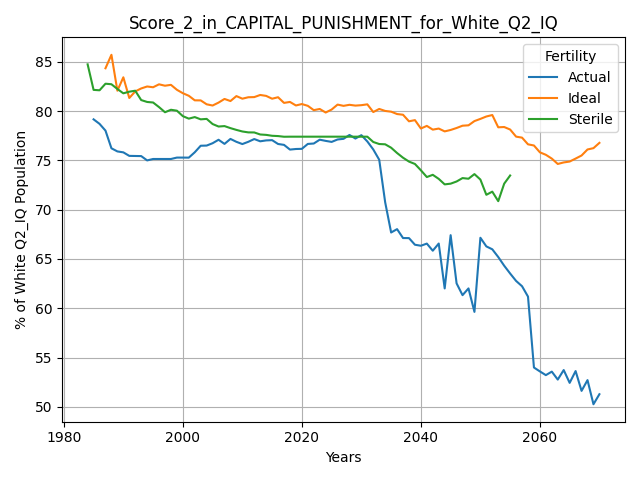 Score_2_in_CAPITAL_PUNISHMENT_for_White_Q2_IQ
Fertility
Actual
Ideal
Sterile
% of White Q2_IQ Population
85
80
75
70
65
60
55
50
1980
2000
2020
2040
2060
Years